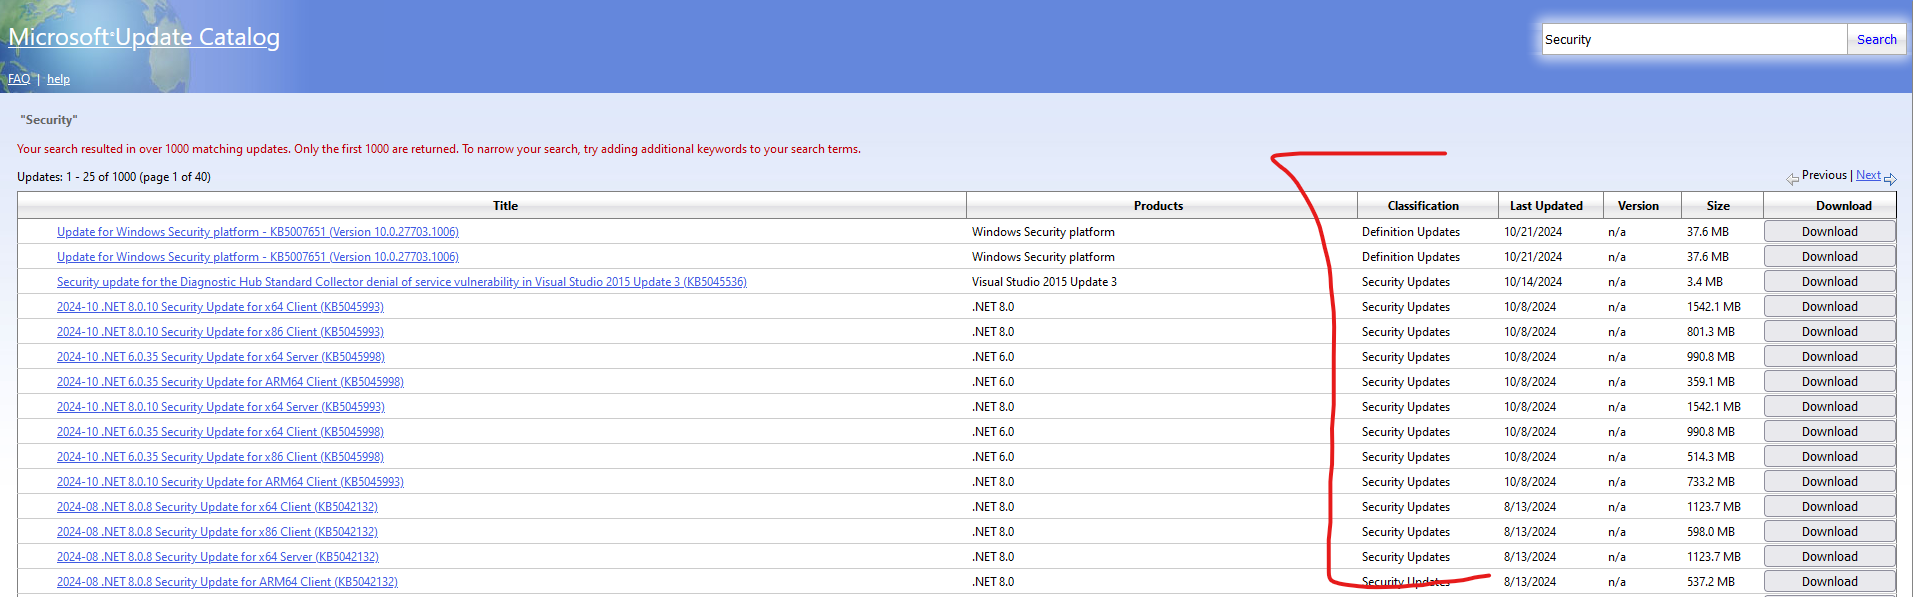 Microsoft® Update Catalog
Security Search
FAQ | help
"Security"
Your search resulted in over 1000 matching updates. Only the first 1000 are returned. To narrow your search, try adding additional keywords to your search terms.
Updates: 1 - 25 of 1000 (page 1 of 40) Previous | Next
Title Products Classification Last Updated Version Size Download
Update for Windows Security platform - KB5007651 (Version 10.0.27703.1006) Windows Security platform Definition Updates 10/21/2024 n/a 37.6 MB Download
Update for Windows Security platform - KB5007651 (Version 10.0.27703.1006) Windows Security platform Definition Updates 10/21/2024 n/a 37.6 MB Download
Security update for the Diagnostic Hub Standard Collector denial of service vulnerability in Visual Studio 2015 Update 3 (KB5045536) Visual Studio 2015 Update 3 Security Updates 10/14/2024 n/a 3.4 MB Download
2024-10 .NET 8.0.10 Security Update for x64 Client (KB5045993) .NET 8.0 Security Updates 10/8/2024 n/a 1542.1 MB Download
2024-10 .NET 8.0.10 Security Update for x86 Client (KB5045993) .NET 8.0 Security Updates 10/8/2024 n/a 801.3 MB Download
2024-10 .NET 6.0.35 Security Update for x64 Server (KB5045998) .NET 6.0 Security Updates 10/8/2024 n/a 990.8 MB Download
2024-10 .NET 6.0.35 Security Update for ARM64 Client (KB5045998) .NET 6.0 Security Updates 10/8/2024 n/a 359.1 MB Download
2024-10 .NET 8.0.10 Security Update for x64 Server (KB5045993) .NET 8.0 Security Updates 10/8/2024 n/a 1542.1 MB Download
2024-10 .NET 6.0.35 Security Update for x64 Client (KB5045998) .NET 6.0 Security Updates 10/8/2024 n/a 990.8 MB Download
2024-10 .NET 6.0.35 Security Update for x86 Client (KB5045998) .NET 6.0 Security Updates 10/8/2024 n/a 514.3 MB Download
2024-10 .NET 8.0.10 Security Update for ARM64 Client (KB5045993) .NET 8.0 Security Updates 10/8/2024 n/a 733.2 MB Download
2024-08 .NET 8.0.8 Security Update for x64 Client (KB5042132) .NET 8.0 Security Updates 8/13/2024 n/a 1123.7 MB Download
2024-08 .NET 8.0.8 Security Update for x86 Client (KB5042132) .NET 8.0 Security Updates 8/13/2024 n/a 598.0 MB Download
2024-08 .NET 8.0.8 Security Update for x64 Server (KB5042132) .NET 8.0 Security Updates 8/13/2024 n/a 1123.7 MB Download
2024-08 .NET 8.0.8 Security Update for ARM64 Client (KB5042132) .NET 8.0 Security Updates 8/13/2024 n/a 537.2 MB Download